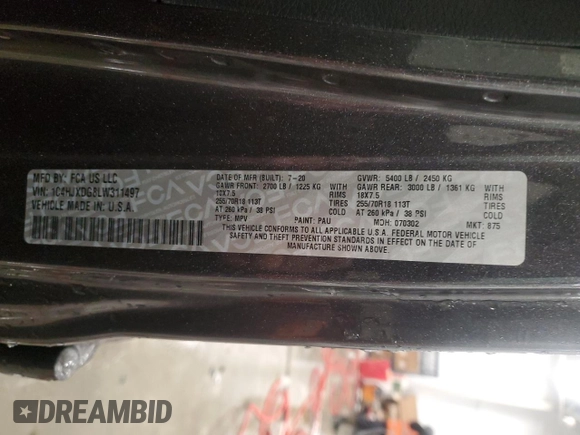 MFD BY: FCA US LLC
VIN: 1C4HJXDG8LW311497
VEHICLE MADE IN: U.S.A.
DATE OF MFR (BUILT): 7-20
GAWR FRONT: 2700 LB / 1225 KG WITH
18X7.5 RIMS
255/70R18 113T TIRES
AT 260 kPa / 38 PSI
TYPE: MPV
PAINT: PAU
GVWR: 5400 LB / 2450 KG
GAWR REAR: 3000 LB / 1361 KG WITH
18X7.5 RIMS
255/70R18 113T TIRES
AT 260 kPa / 38 PSI
MDH: 070302
MKT: 875
THIS VEHICLE CONFORMS TO ALL APPLICABLE U.S.A. FEDERAL MOTOR VEHICLE
SAFETY AND THEFT PREVENTION STANDARDS IN EFFECT ON THE DATE OF
MANUFACTURE SHOWN ABOVE.
DREAMBID